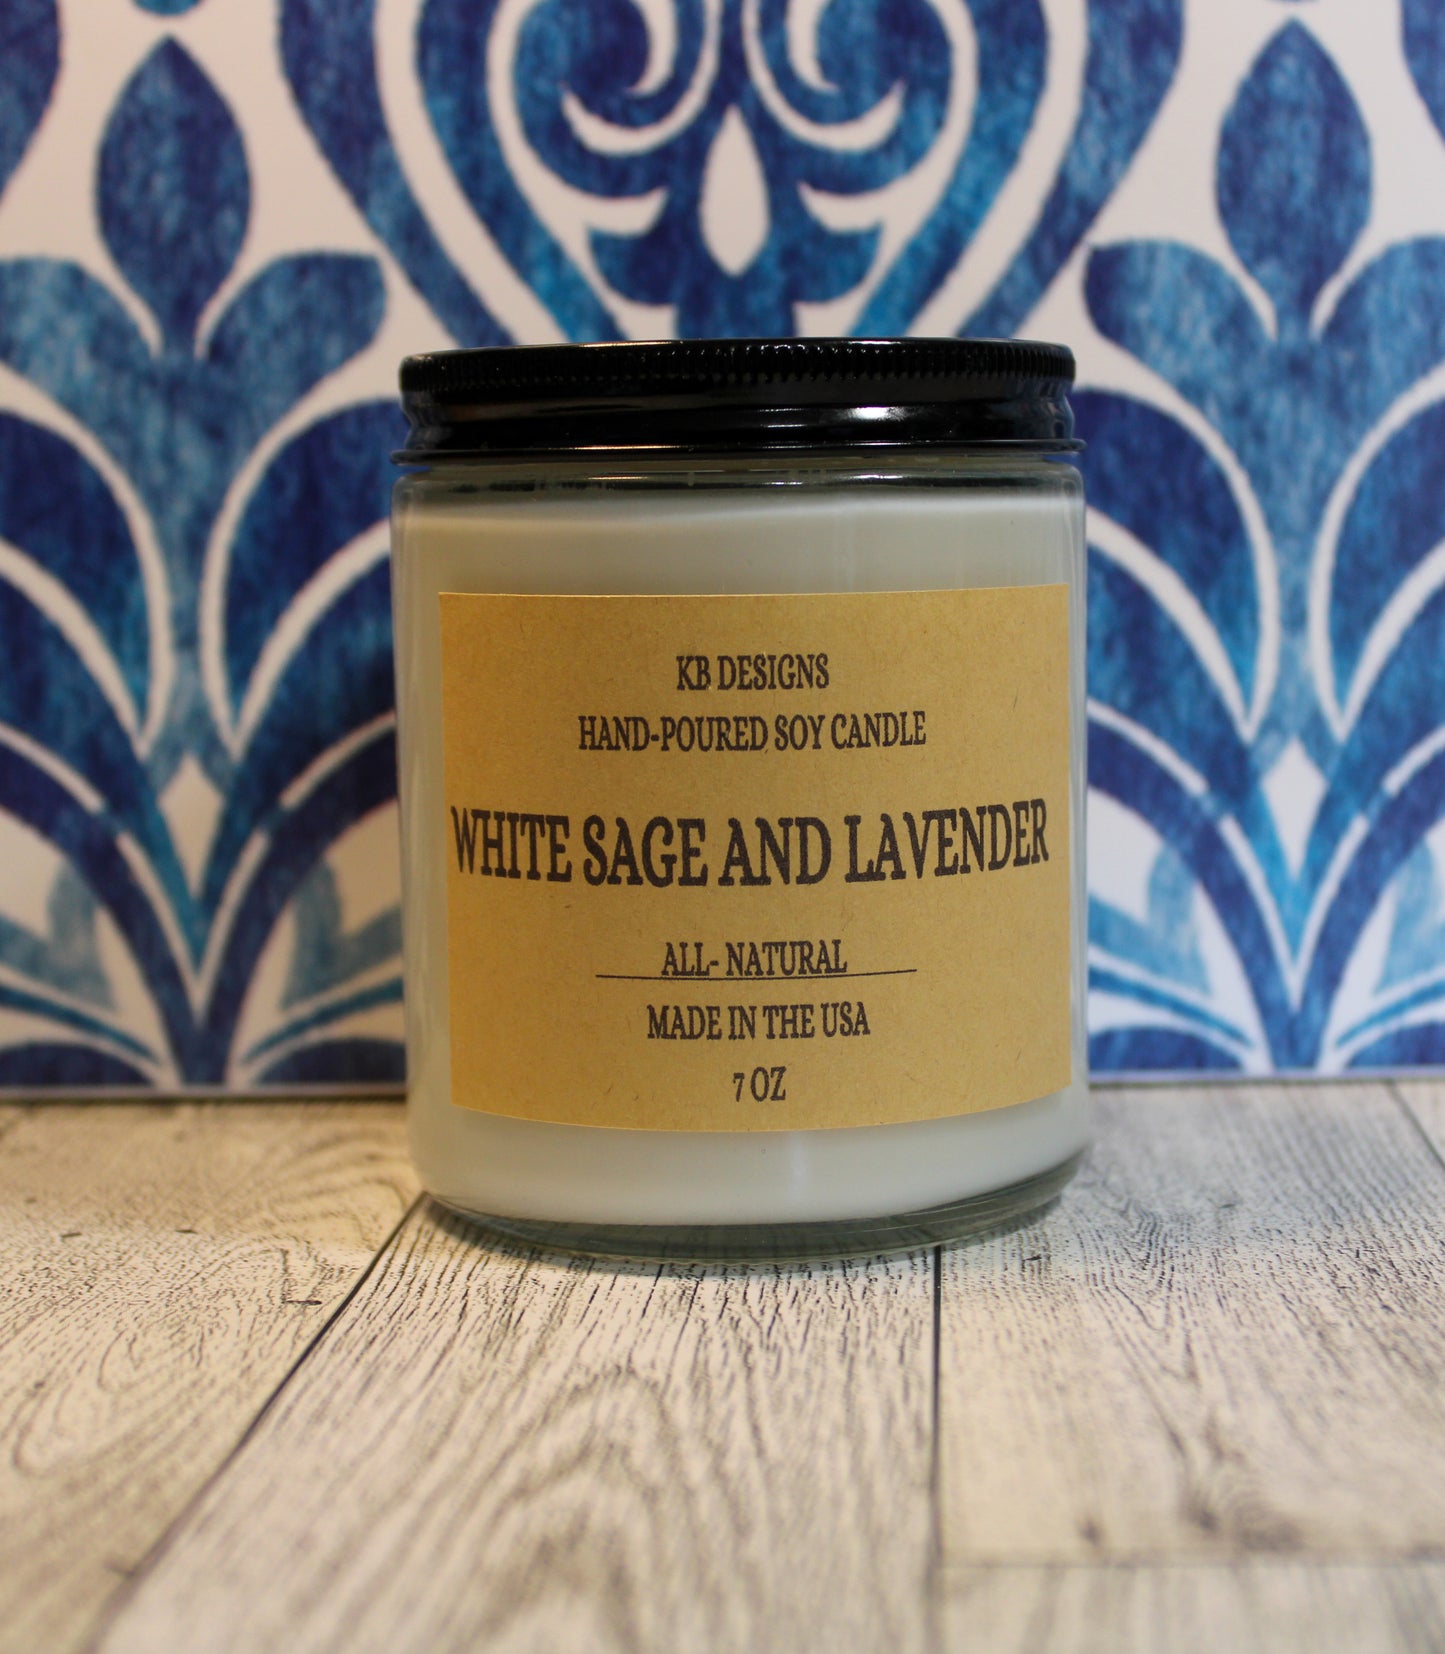 KB DESIGNS
HAND-POURED SOY CANDLE
WHITE SAGE AND LAVENDER
ALL- NATURAL
MADE IN THE USA
7 OZ